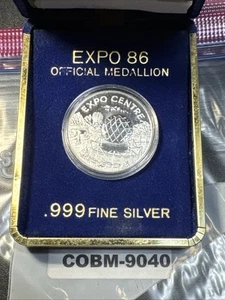 EXPO 86
OFFICIAL MEDALLION
EXPO CENTRE
.999 FINE SILVER
COBM-9040